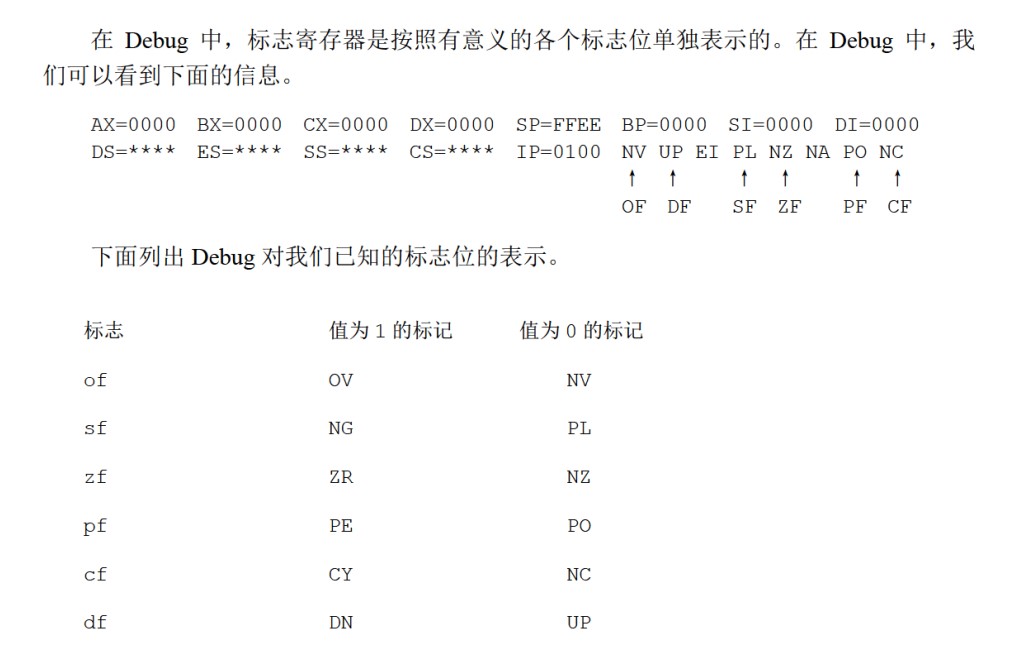 在 Debug 中，标志寄存器是按照有意义的各个标志位单独表示的。在 Debug 中，我
们可以看到下面的信息。
AX=0000 BX=0000 CX=0000 DX=0000 SP=FFEE BP=0000 SI=0000 DI=0000
DS=**** ES=**** SS=**** CS=**** IP=0100 NV UP EI PL NZ NA PO NC
↑ ↑ ↑ ↑ ↑ ↑
OF DF SF ZF PF CF
下面列出 Debug 对我们已知的标志位的表示。
标志 值为 1 的标记 值为 0 的标记
of OV NV
sf NG PL
zf ZR NZ
pf PE PO
cf CY NC
df DN UP